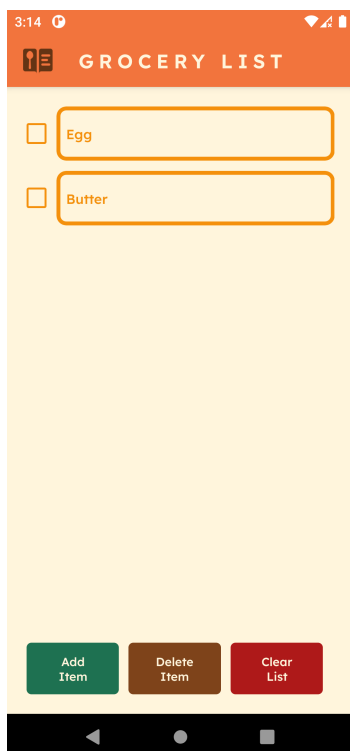 3:14
GROCERY LIST
Egg
Butter
Add
Item
Delete
Item
Clear
List